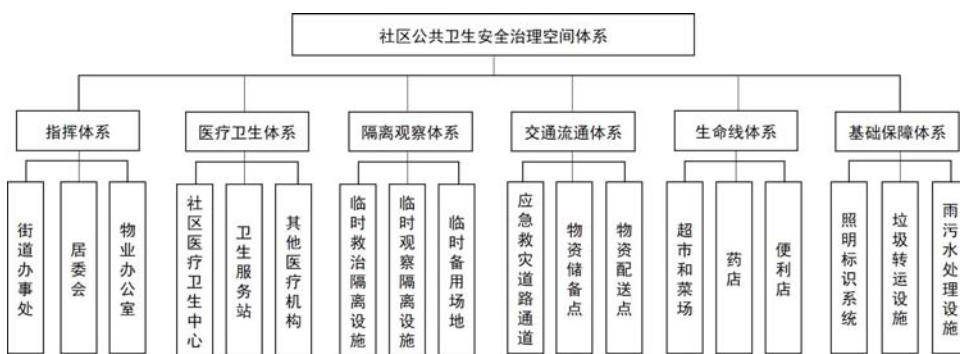 社区公共卫生安全治理空间体系
指挥体系
医疗卫生体系
隔离观察体系
交通流通体系
生命线体系
基础保障体系
街道办事处
居委会
物业办公室
社区医疗卫生中心
卫生服务站
其他医疗机构
临时救治隔离设施
临时观察隔离设施
临时备用场地
应急救灾道路通道
物资储备点
物资配送点
超市和菜场
药店
便利店
照明标识系统
垃圾转运设施
雨污水处理设施